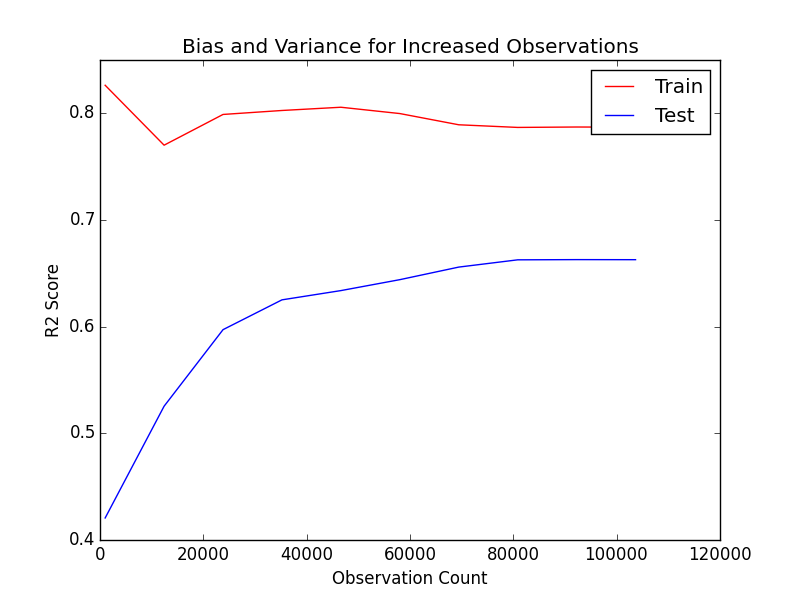 Bias and Variance for Increased Observations
Train
Test
0.8
0.7
0.6
0.5
0.4
R2 Score
0
20000
40000
60000
80000
100000
120000
Observation Count